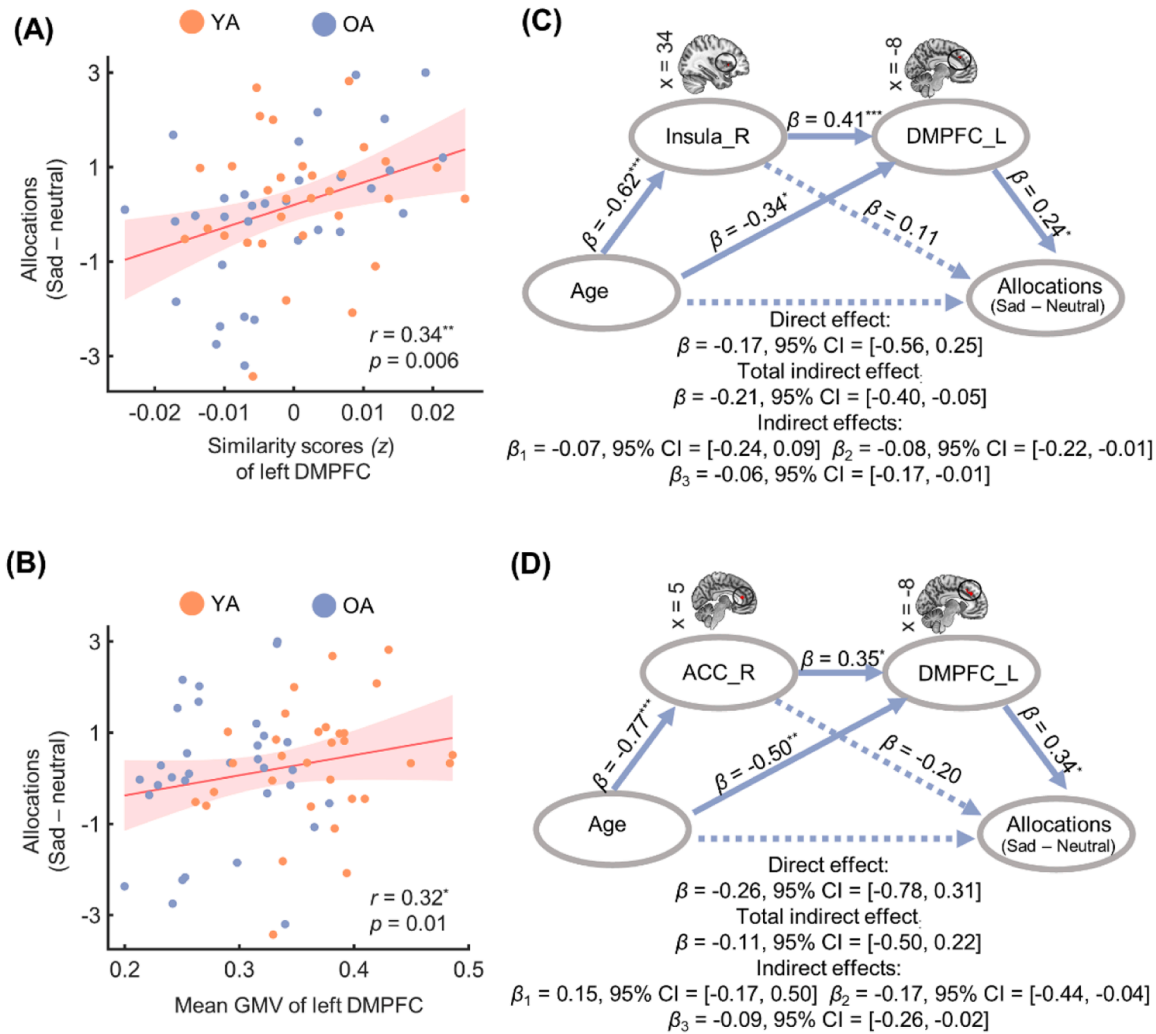 (A)
YA
OA
3
1
-1
-3
Allocations
(Sad – neutral)
r = 0.34**
p = 0.006
-0.02
-0.01
0
0.01
0.02
Similarity scores (z)
of left DMPFC
(B)
YA
OA
3
1
-1
-3
Allocations
(Sad – neutral)
r = 0.32*
p = 0.01
0.2
0.3
0.4
0.5
Mean GMV of left DMPFC
(C)
x = 34
x = -8
Insula_R
β = 0.41***
DMPFC_L
β = -0.62***
β = -0.34*
β = 0.11
β = 0.24*
Age
Allocations
(Sad – Neutral)
Direct effect:
β = -0.17, 95% CI = [-0.56, 0.25]
Total indirect effect:
β = -0.21, 95% CI = [-0.40, -0.05]
Indirect effects:
β₁ = -0.07, 95% CI = [-0.24, 0.09] β₂ = -0.08, 95% CI = [-0.22, -0.01]
β₃ = -0.06, 95% CI = [-0.17, -0.01]
(D)
x = 5
x = -8
ACC_R
β = 0.35*
DMPFC_L
β = -0.77***
β = -0.50**
β = -0.20
β = 0.34*
Age
Allocations
(Sad – Neutral)
Direct effect:
β = -0.26, 95% CI = [-0.78, 0.31]
Total indirect effect:
β = -0.11, 95% CI = [-0.50, 0.22]
Indirect effects:
β₁ = 0.15, 95% CI = [-0.17, 0.50] β₂ = -0.17, 95% CI = [-0.44, -0.04]
β₃ = -0.09, 95% CI = [-0.26, -0.02]